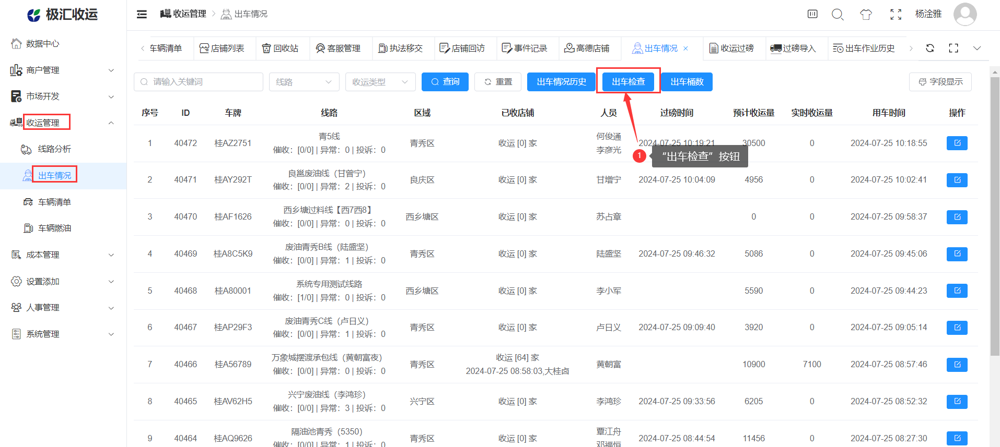 极汇收运
收运管理 > 出车情况
1:1
杨淦雅
数据中心
商户管理
市场开发
收运管理
线路分析
出车情况
车辆清单
车辆燃油
成本管理
设置添加
人事管理
系统管理
车辆清单 店铺列表 回收站 客服管理 执法移交 店铺回访 事件记录 高德店铺 出车情况 × 收运过磅 过磅导入 出车作业历史
请输入关键词 线路 收运类型 查询 重置 出车情况历史 出车检查 出车桶数 字段显示
序号 ID 车牌 线路 区域 已收店铺 人员 过磅时间 预计收运量 实时收运量 用车时间 操作
1 40472 桂AZ2751 青5线 青秀区 收运 [0] 家 何俊通 2024-07-25 10:19:21 30500 0 2024-07-25 10:18:55
催收：[0/0] | 异常：0 | 投诉：0 李彦光
1 “出车检查”按钮
2 40471 桂AY292T 良邕废油线（甘曾宁） 良庆区 收运 [0] 家 甘增宁 2024-07-25 10:04:09 4956 0 2024-07-25 10:02:41
催收：[0/0] | 异常：2 | 投诉：0
3 40470 桂AF1626 西乡塘过料线【西7西8】 西乡塘区 收运 [0] 家 苏占章 0 0 2024-07-25 09:58:37
催收：[0/0] | 异常：0 | 投诉：0
4 40469 桂A8C5K9 废油青秀B线（陆盛坚） 青秀区 收运 [0] 家 陆盛坚 2024-07-25 09:46:32 5086 0 2024-07-25 09:45:06
催收：[0/0] | 异常：1 | 投诉：0
5 40468 桂A80001 系统专用测试线路 西乡塘区 收运 [0] 家 李小军 5590 0 2024-07-25 09:44:23
催收：[1/0] | 异常：0 | 投诉：0
6 40467 桂AP29F3 废油青秀C线（卢日义） 青秀区 收运 [0] 家 卢日义 2024-07-25 09:09:40 3920 0 2024-07-25 09:05:14
催收：[0/0] | 异常：1 | 投诉：0
7 40466 桂A56789 万象城摆渡承包线（黄朝富夜） 青秀区 收运 [64] 家 黄朝富 10900 7100 2024-07-25 08:57:46
催收：[0/0] | 异常：0 | 投诉：0 2024-07-25 08:58:03,大桂卤
8 40465 桂AV62H5 兴宁废油线（李鸿珍） 兴宁区 收运 [0] 家 李鸿珍 2024-07-25 09:33:56 6205 0 2024-07-25 08:52:32
催收：[0/0] | 异常：3 | 投诉：0
9 40464 桂AQ9626 隔油池青秀（5350） 青秀区 收运 [0] 家 覃江丹 2024-07-25 08:44:54 11456 0 2024-07-25 08:27:30
催收：[0/0] | 异常：1 | 投诉：0 邓福恒